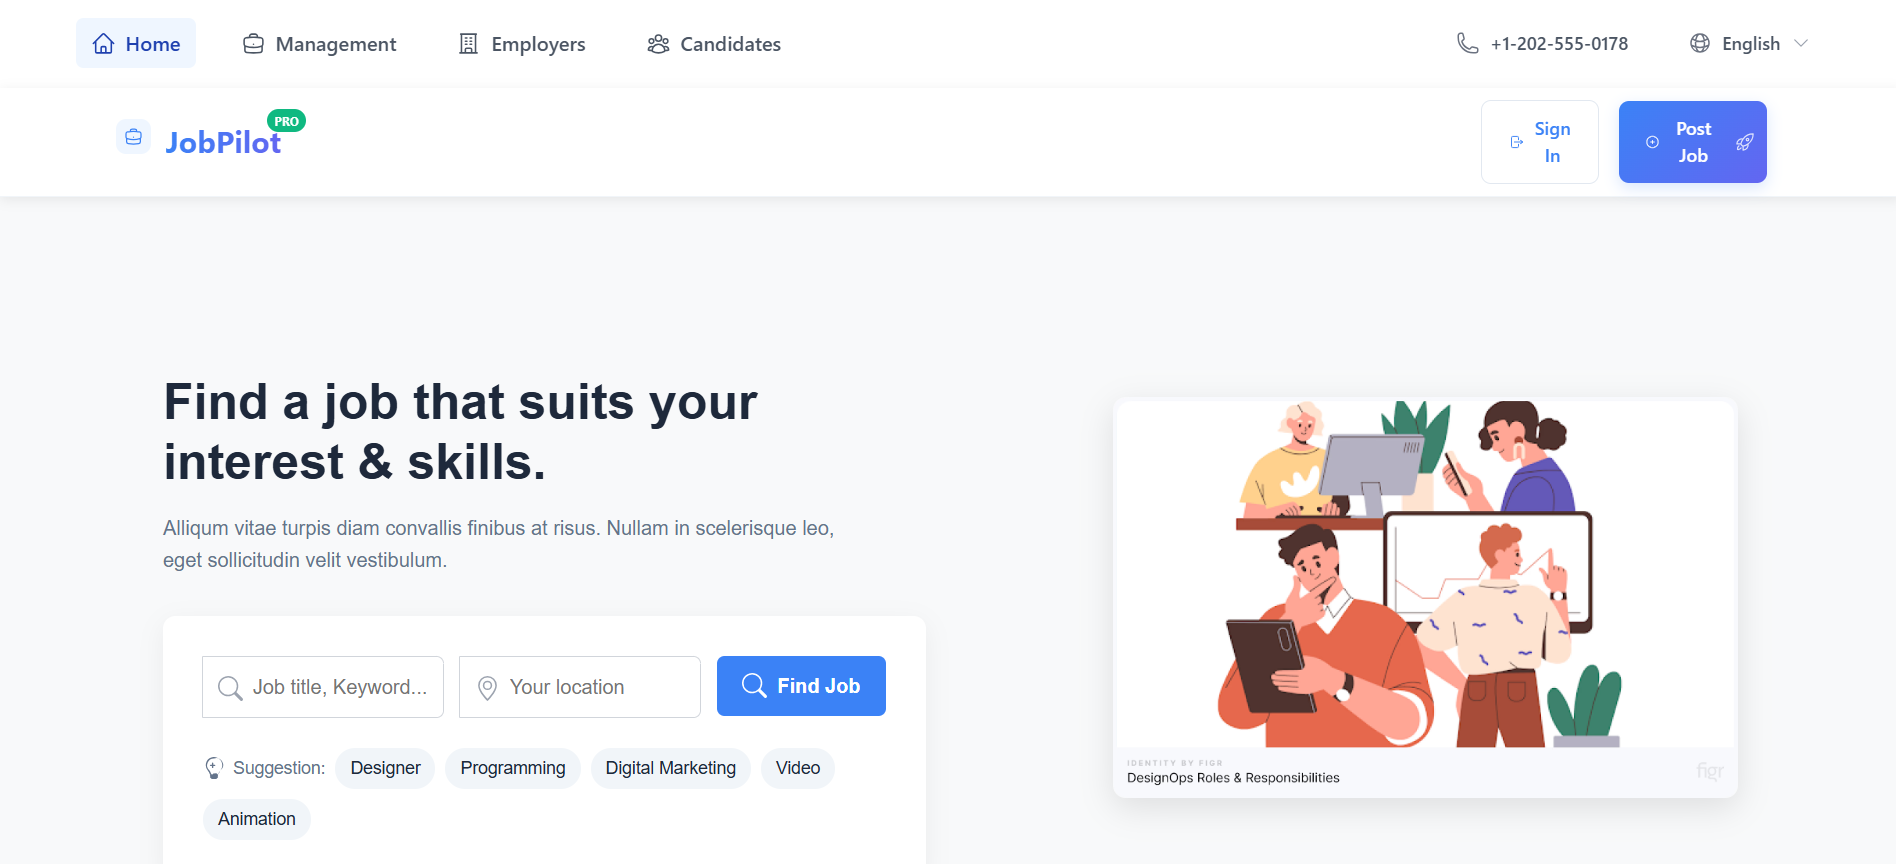 Home Management Employers Candidates +1-202-555-0178 English
JobPilot PRO
Sign In
Post Job
Find a job that suits your
interest & skills.
Alliqum vitae turpis diam convallis finibus at risus. Nullam in scelerisque leo,
eget sollicitudin velit vestibulum.
Job title, Keyword... Your location Find Job
Suggestion: Designer Programming Digital Marketing Video
Animation
IDENTITY BY FIGR
DesignOps Roles & Responsibilities
figr